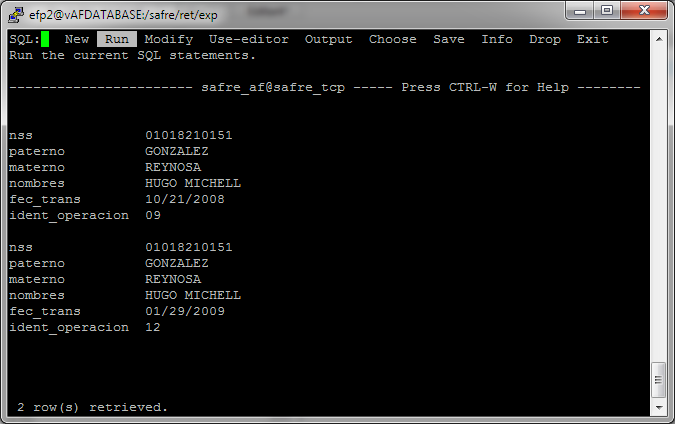 efp2@vAFDATABASE:/safre/ret/exp
SQL: New Run Modify Use-editor Output Choose Save Info Drop Exit
Run the current SQL statements.
----------------------- safre_af@safre_tcp ----- Press CTRL-W for Help --------
nss 01018210151
paterno GONZALEZ
materno REYNOSA
nombres HUGO MICHELL
fec_trans 10/21/2008
ident_operacion 09
nss 01018210151
paterno GONZALEZ
materno REYNOSA
nombres HUGO MICHELL
fec_trans 01/29/2009
ident_operacion 12
2 row(s) retrieved.